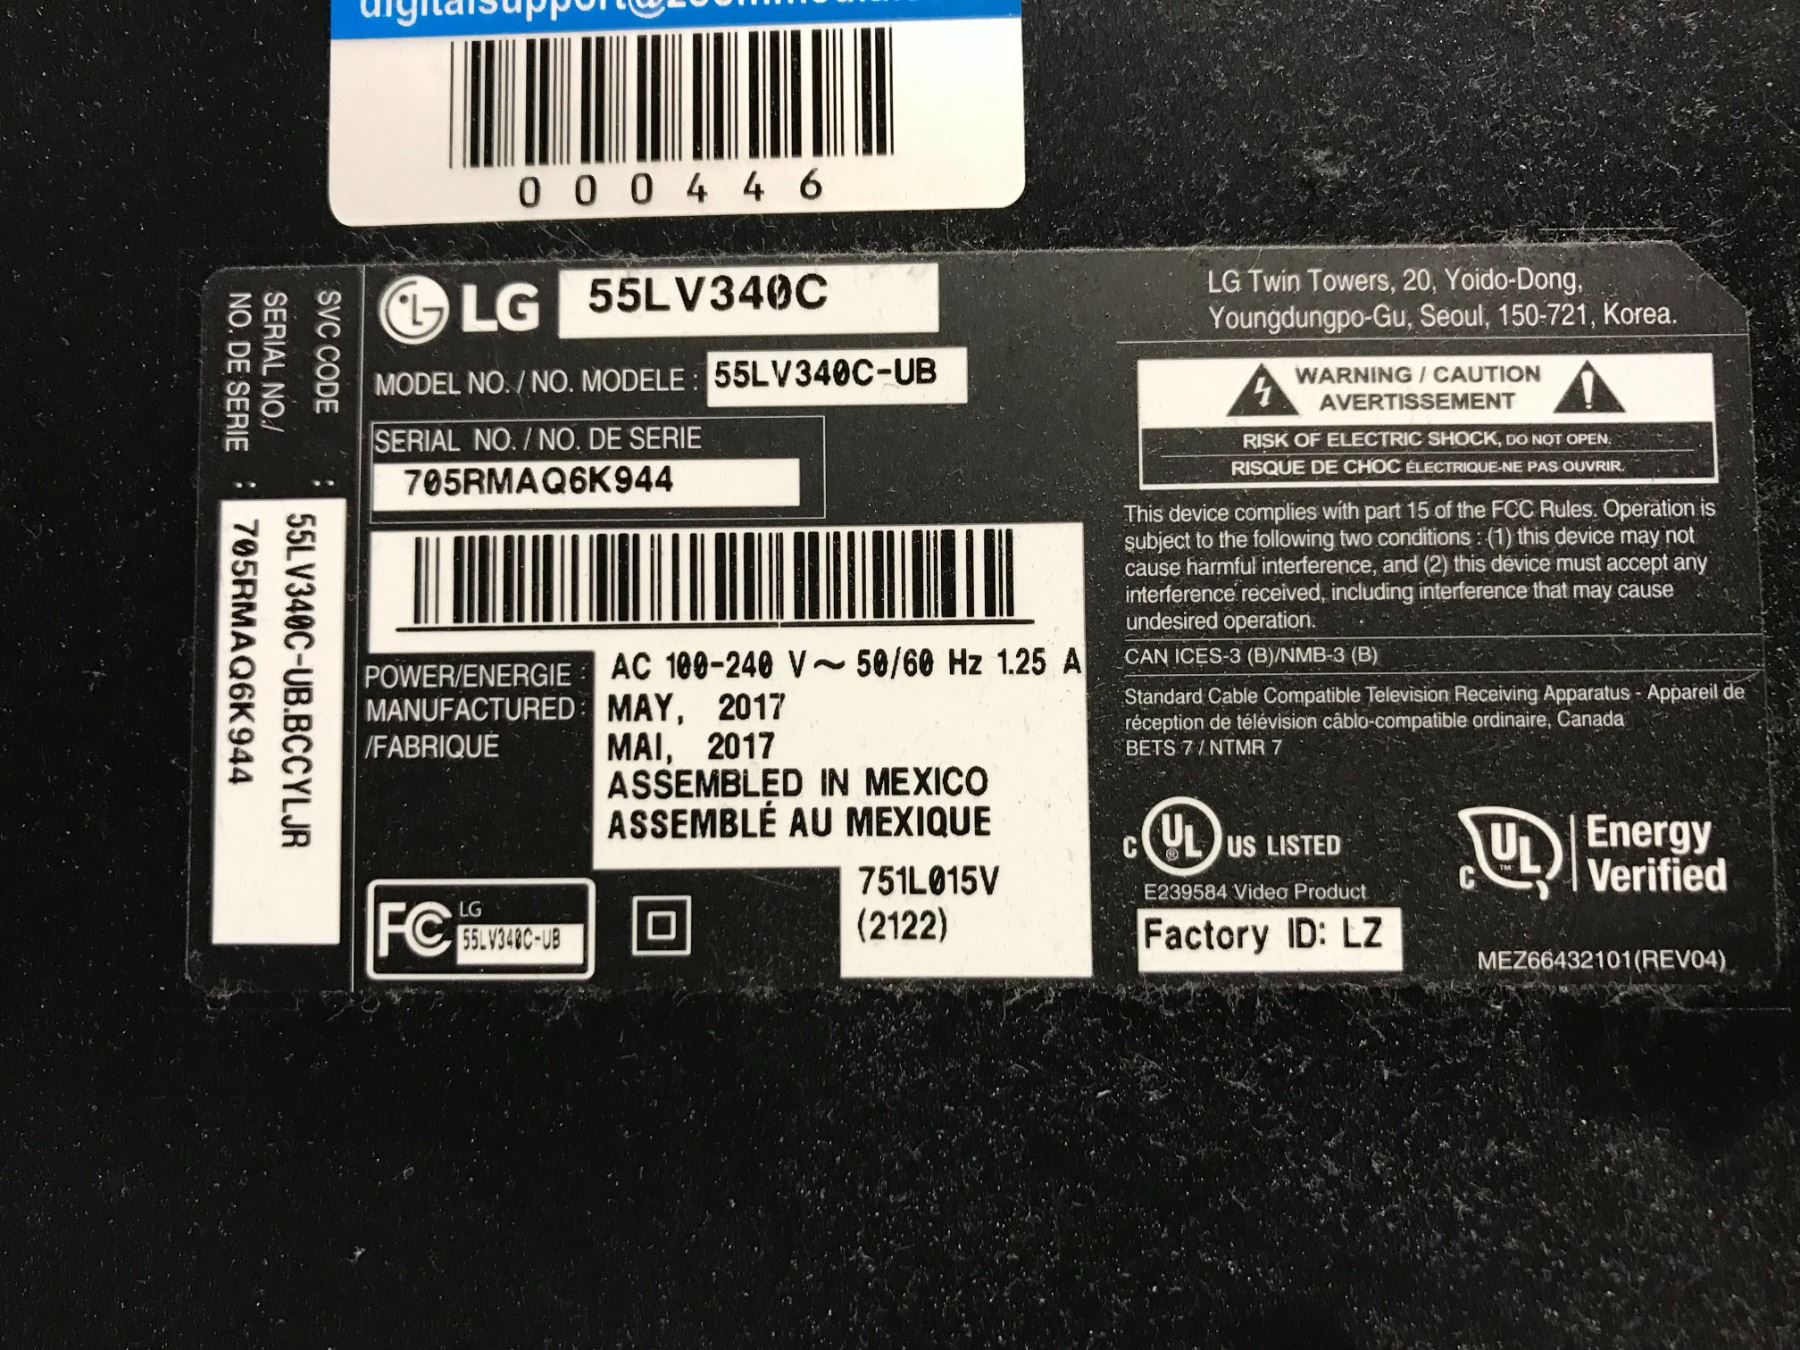 000446
SVC CODE : 55LV340C-UB.BCCYLJR
SERIAL NO./
NO. DE SERIE : 705RMAQ6K944
LG 55LV340C
MODEL NO. / NO. MODELE : 55LV340C-UB
SERIAL NO. / NO. DE SERIE
705RMAQ6K944
POWER/ENERGIE : AC 100-240 V ~ 50/60 Hz 1.25 A
MANUFACTURED : MAY, 2017
/FABRIQUÉ MAI, 2017
ASSEMBLED IN MEXICO
ASSEMBLÉ AU MEXIQUE
751L015V
(2122)
FC LG
55LV340C-UB
LG Twin Towers, 20, Yoido-Dong,
Youngdungpo-Gu, Seoul, 150-721, Korea.
WARNING / CAUTION
AVERTISSEMENT
RISK OF ELECTRIC SHOCK, DO NOT OPEN.
RISQUE DE CHOC ÉLECTRIQUE-NE PAS OUVRIR.
This device complies with part 15 of the FCC Rules. Operation is
subject to the following two conditions : (1) this device may not
cause harmful interference, and (2) this device must accept any
interference received, including interference that may cause
undesired operation.
CAN ICES-3 (B)/NMB-3 (B)
Standard Cable Compatible Television Receiving Apparatus - Appareil de
réception de télévision câblo-compatible ordinaire, Canada
BETS 7 / NTMR 7
C UL ® US LISTED
E239584 Video Product
Factory ID: LZ
C UL ™ Energy
Verified
MEZ66432101(REV04)